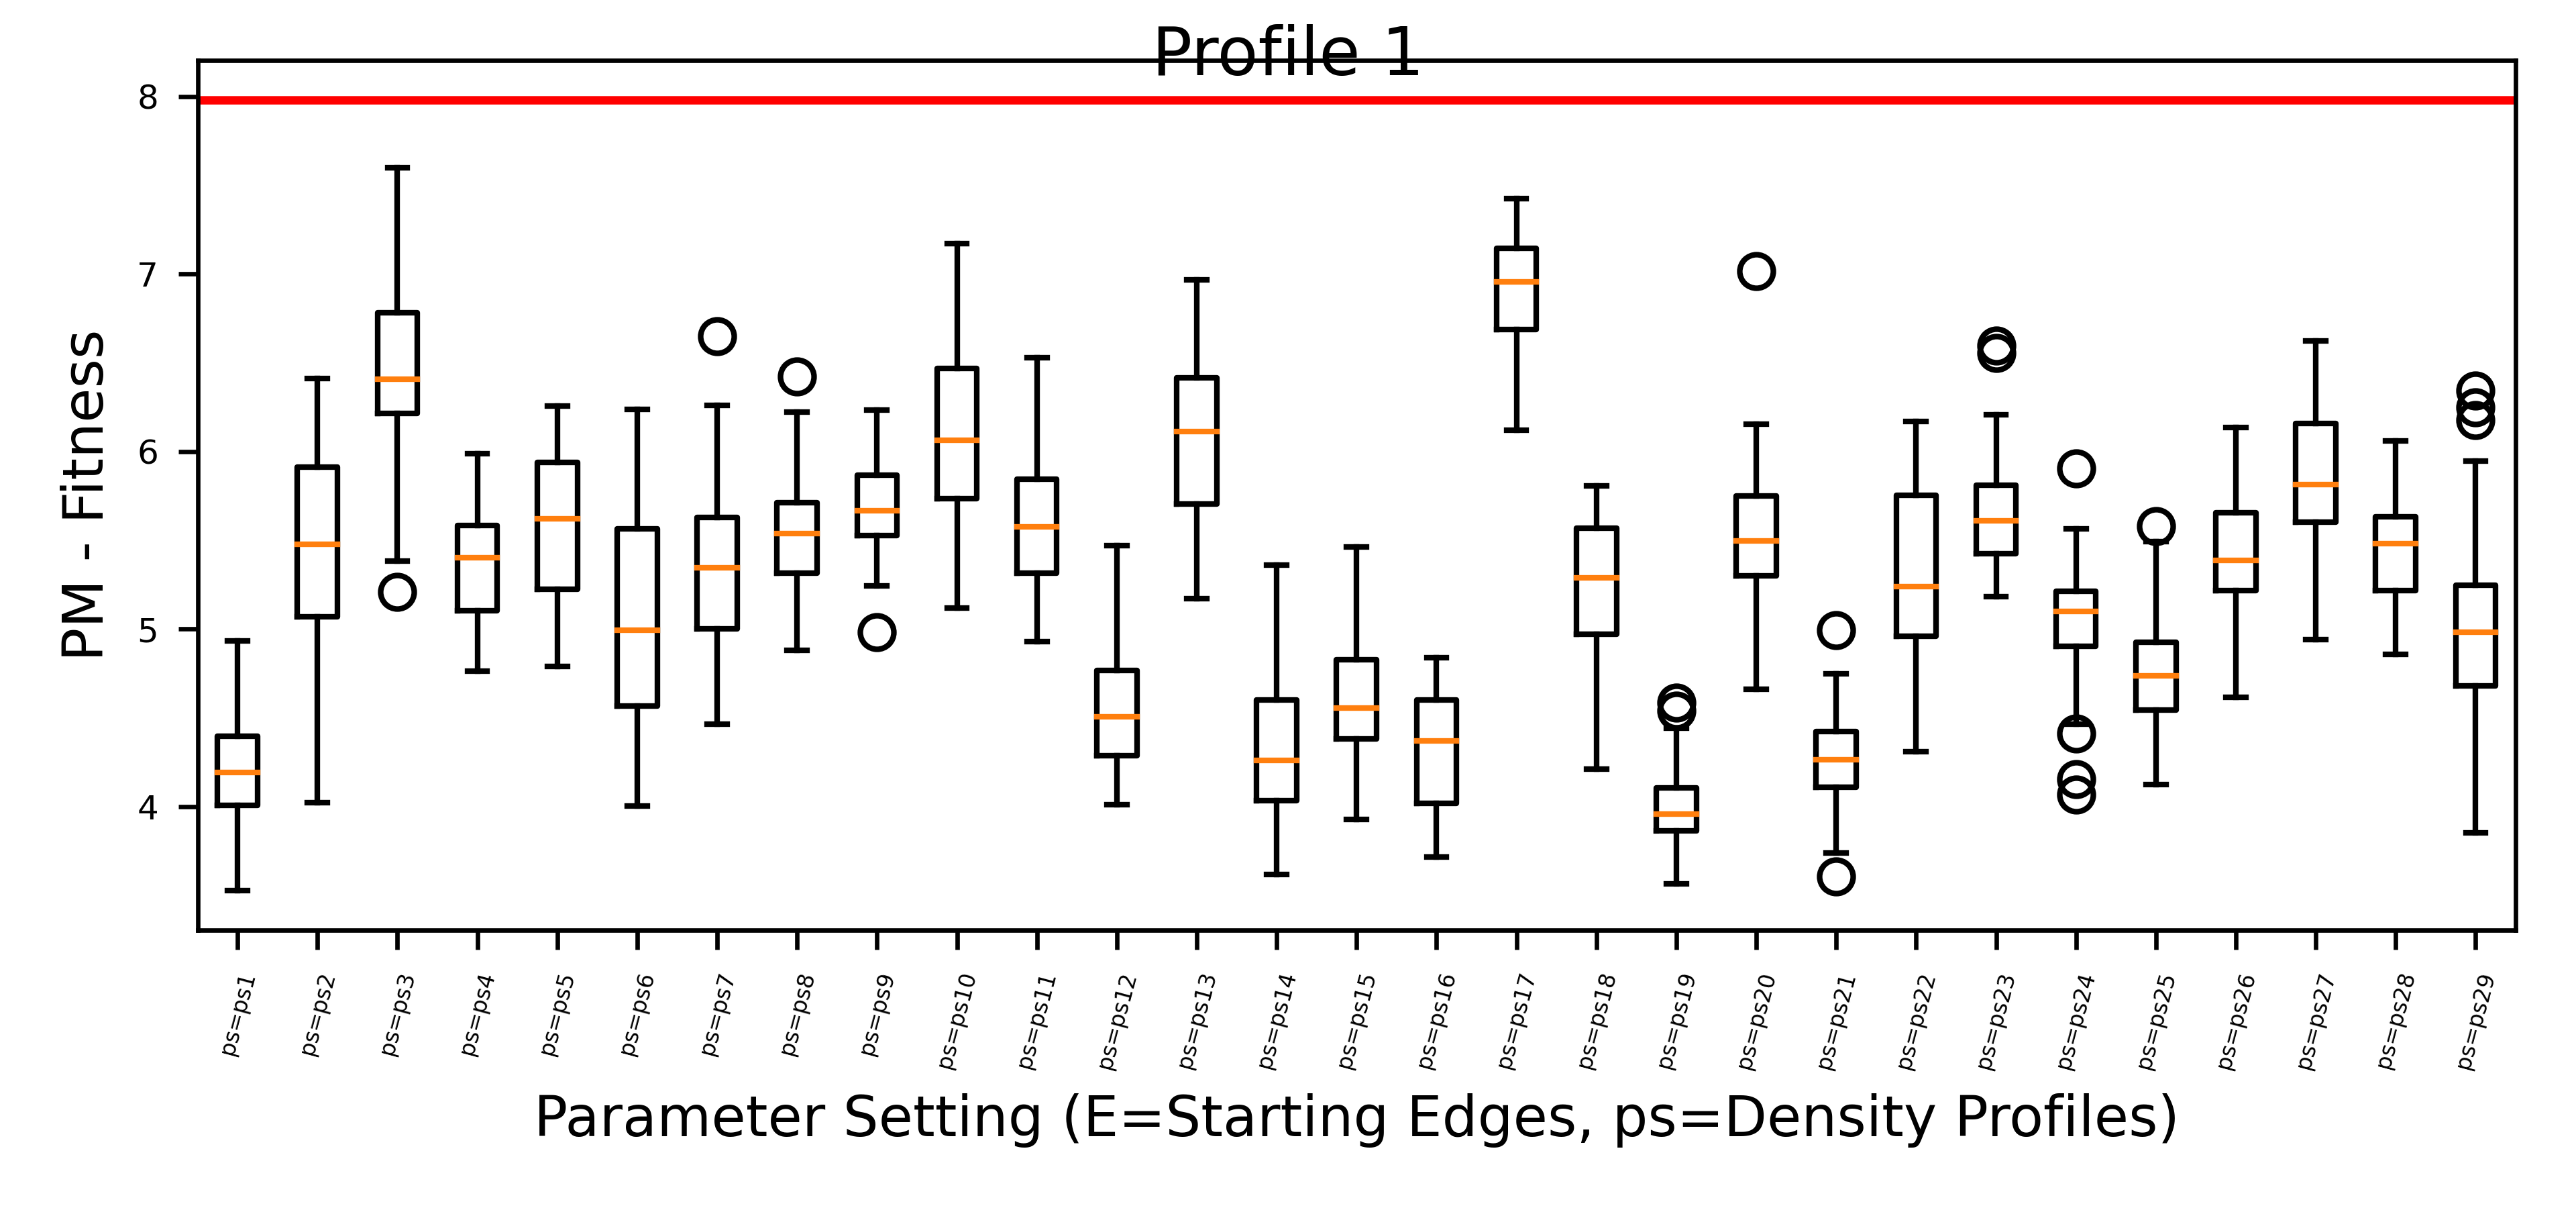 Profile 1
PM - Fitness
8
7
6
5
4
ps=ps1
ps=ps2
ps=ps3
ps=ps4
ps=ps5
ps=ps6
ps=ps7
ps=ps8
ps=ps9
ps=ps10
ps=ps11
ps=ps12
ps=ps13
ps=ps14
ps=ps15
ps=ps16
ps=ps17
ps=ps18
ps=ps19
ps=ps20
ps=ps21
ps=ps22
ps=ps23
ps=ps24
ps=ps25
ps=ps26
ps=ps27
ps=ps28
ps=ps29
Parameter Setting (E=Starting Edges, ps=Density Profiles)